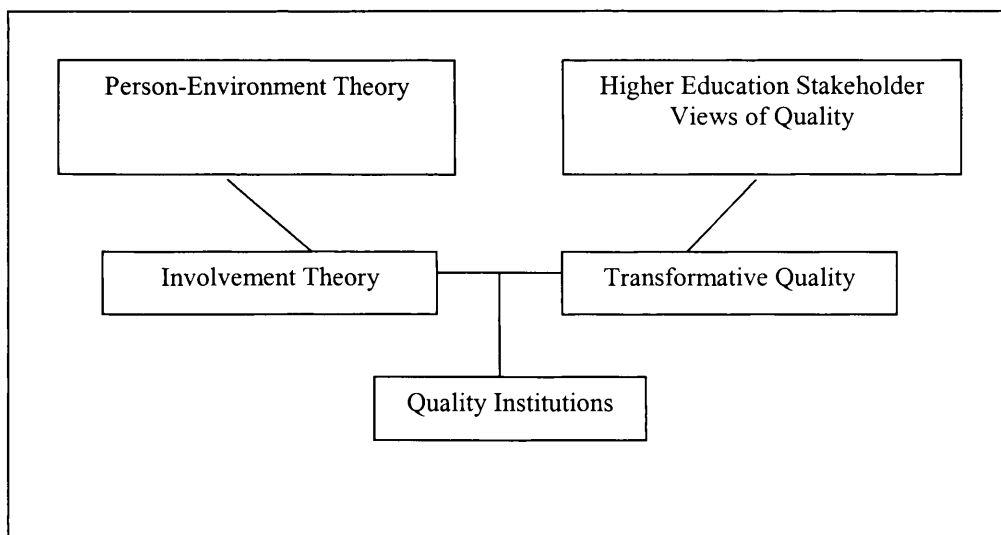 Person-Environment Theory
Higher Education Stakeholder
Views of Quality
Involvement Theory
Transformative Quality
Quality Institutions